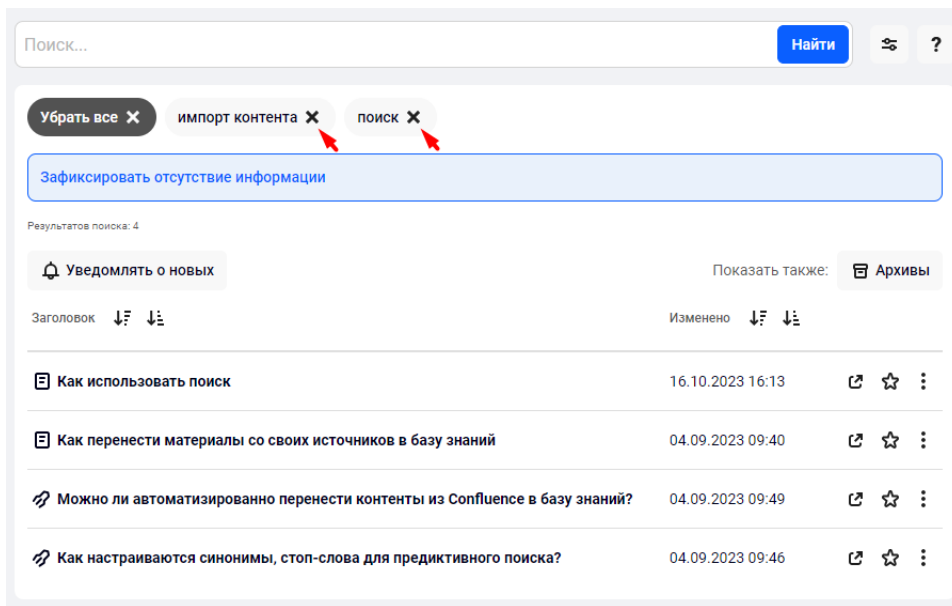 Поиск... Найти ?
Убрать все импорт контента поиск
Зафиксировать отсутствие информации
Результатов поиска: 4
Уведомлять о новых Показать также: Архивы
Заголовок Изменено
Как использовать поиск 16.10.2023 16:13
Как перенести материалы со своих источников в базу знаний 04.09.2023 09:40
Можно ли автоматизированно перенести контенты из Confluence в базу знаний? 04.09.2023 09:49
Как настраиваются синонимы, стоп-слова для предиктивного поиска? 04.09.2023 09:46